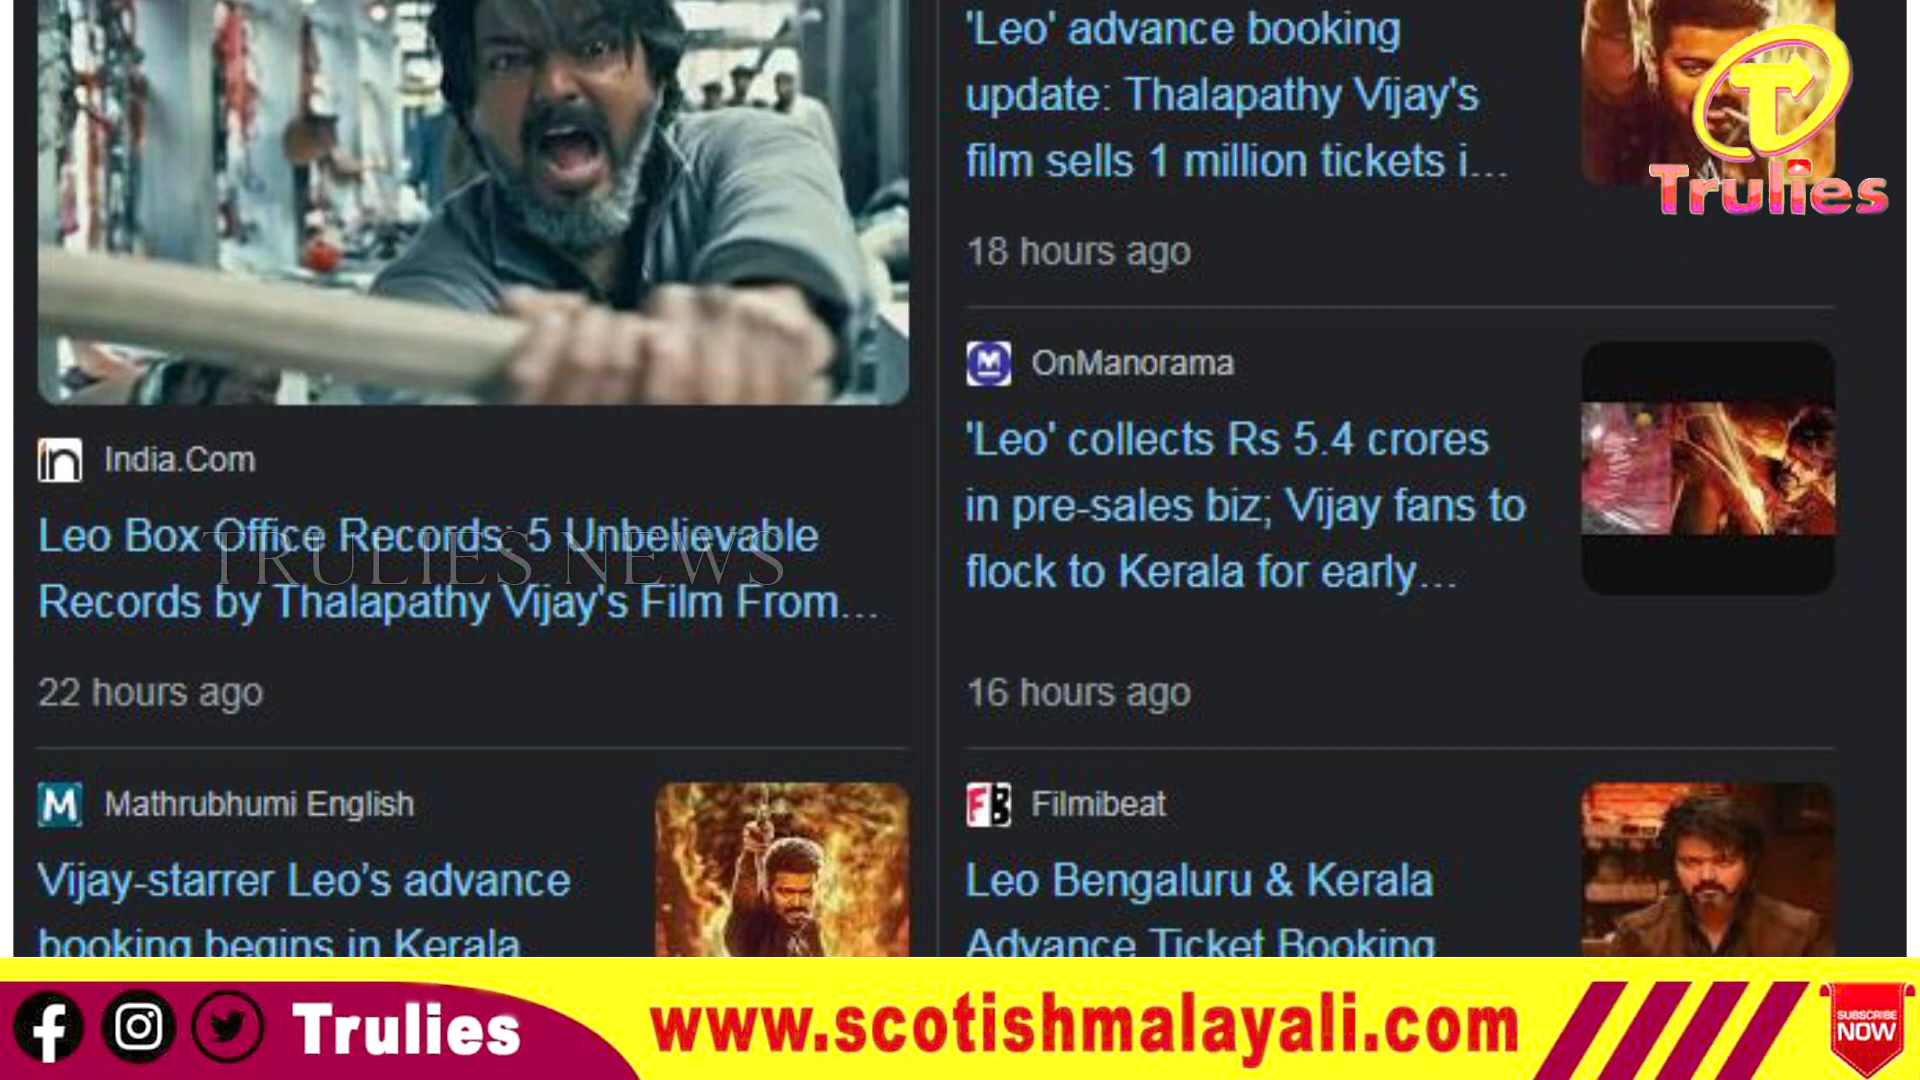 India.Com
Leo Box Office Records: 5 Unbelievable
Records by Thalapathy Vijay's Film From...
TRULIES NEWS
22 hours ago
Mathrubhumi English
Vijay-starrer Leo's advance
booking begins in Kerala
'Leo' advance booking
update: Thalapathy Vijay's
film sells 1 million tickets i...
18 hours ago
OnManorama
'Leo' collects Rs 5.4 crores
in pre-sales biz; Vijay fans to
flock to Kerala for early...
16 hours ago
Filmibeat
Leo Bengaluru & Kerala
Advance Ticket Booking
Trulies
Trulies
www.scotishmalayali.com
SUBSCRIBE
NOW